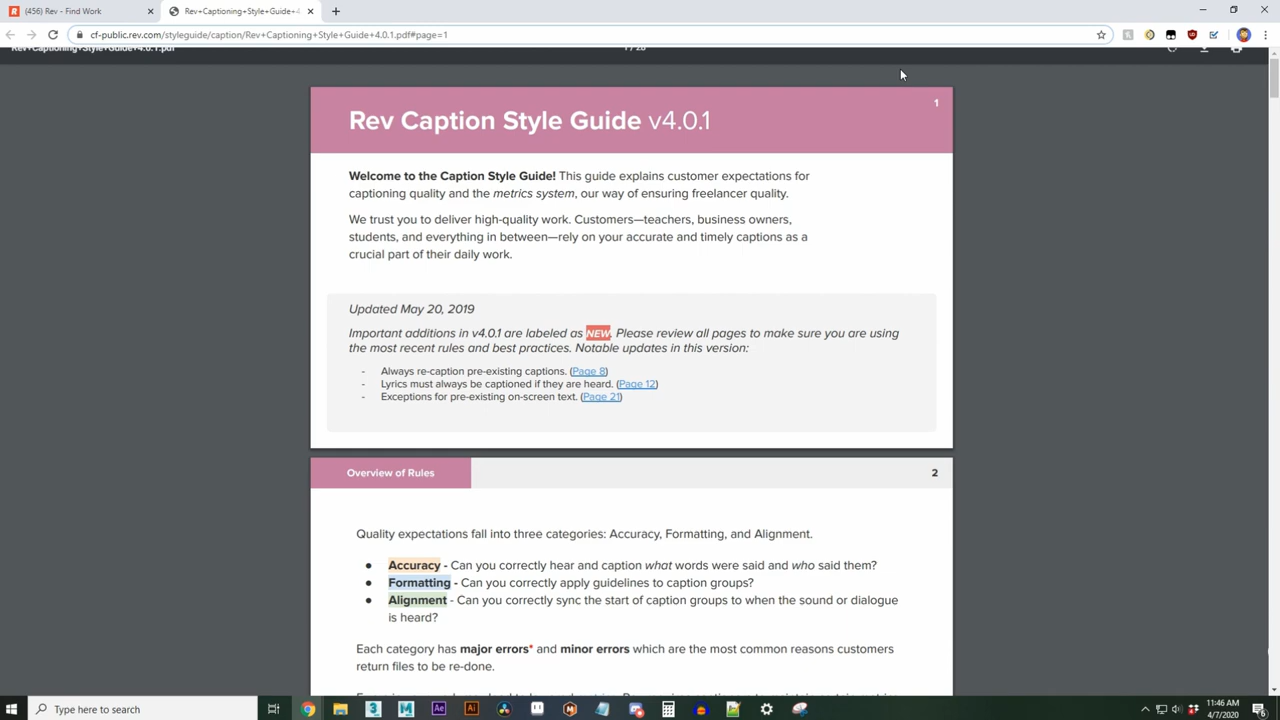 (456) Rev - Find Work
Rev+Captioning+Style+Guide+4
cf-public.rev.com/styleguide/caption/Rev+Captioning+Style+Guide+4.0.1.pdf#page=1
Rev+Captioning+Style+Guide+4.0.1.pdf
1 / 28
1
Rev Caption Style Guide v4.0.1
Welcome to the Caption Style Guide! This guide explains customer expectations for
captioning quality and the metrics system, our way of ensuring freelancer quality.
We trust you to deliver high-quality work. Customers—teachers, business owners,
students, and everything in between—rely on your accurate and timely captions as a
crucial part of their daily work.
Updated May 20, 2019
Important additions in v4.0.1 are labeled as NEW. Please review all pages to make sure you are using
the most recent rules and best practices. Notable updates in this version:
- Always re-caption pre-existing captions. (Page 8)
- Lyrics must always be captioned if they are heard. (Page 12)
- Exceptions for pre-existing on-screen text. (Page 21)
Overview of Rules
2
Quality expectations fall into three categories: Accuracy, Formatting, and Alignment.
● Accuracy - Can you correctly hear and caption what words were said and who said them?
● Formatting - Can you correctly apply guidelines to caption groups?
● Alignment - Can you correctly sync the start of caption groups to when the sound or dialogue
is heard?
Each category has major errors* and minor errors which are the most common reasons customers
return files to be re-done.
Type here to search
11:46 AM
4/7/2020